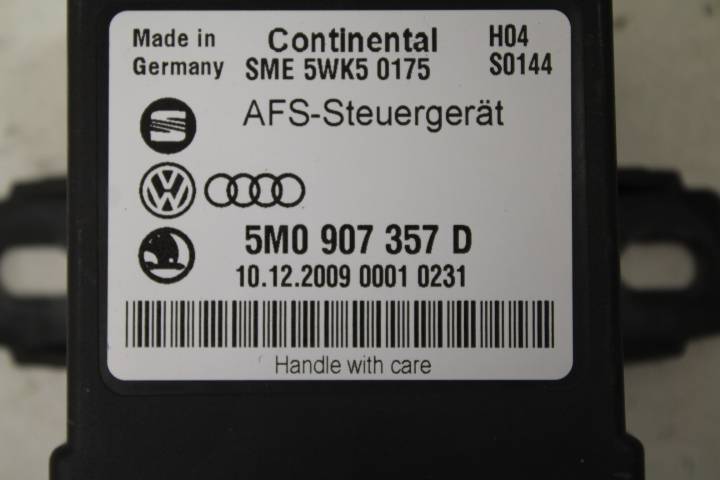 Made in Continental H04
Germany SME 5WK5 0175 S0144
AFS-Steuergerät
5M0 907 357 D
10.12.2009 0001 0231
Handle with care